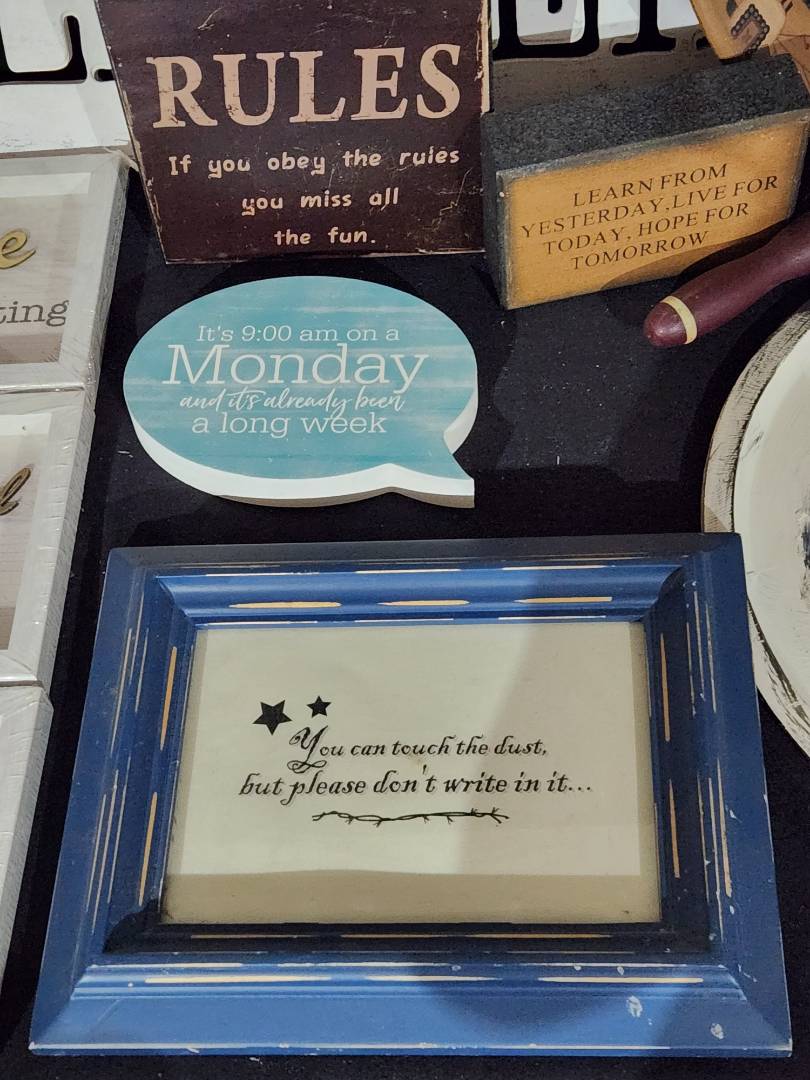 RULES
If you obey the rules
you miss all
the fun.
LEARN FROM
YESTERDAY, LIVE FOR
TODAY, HOPE FOR
TOMORROW
It's 9:00 am on a
Monday
and it's already been
a long week
You can touch the dust,
but please don't write in it...